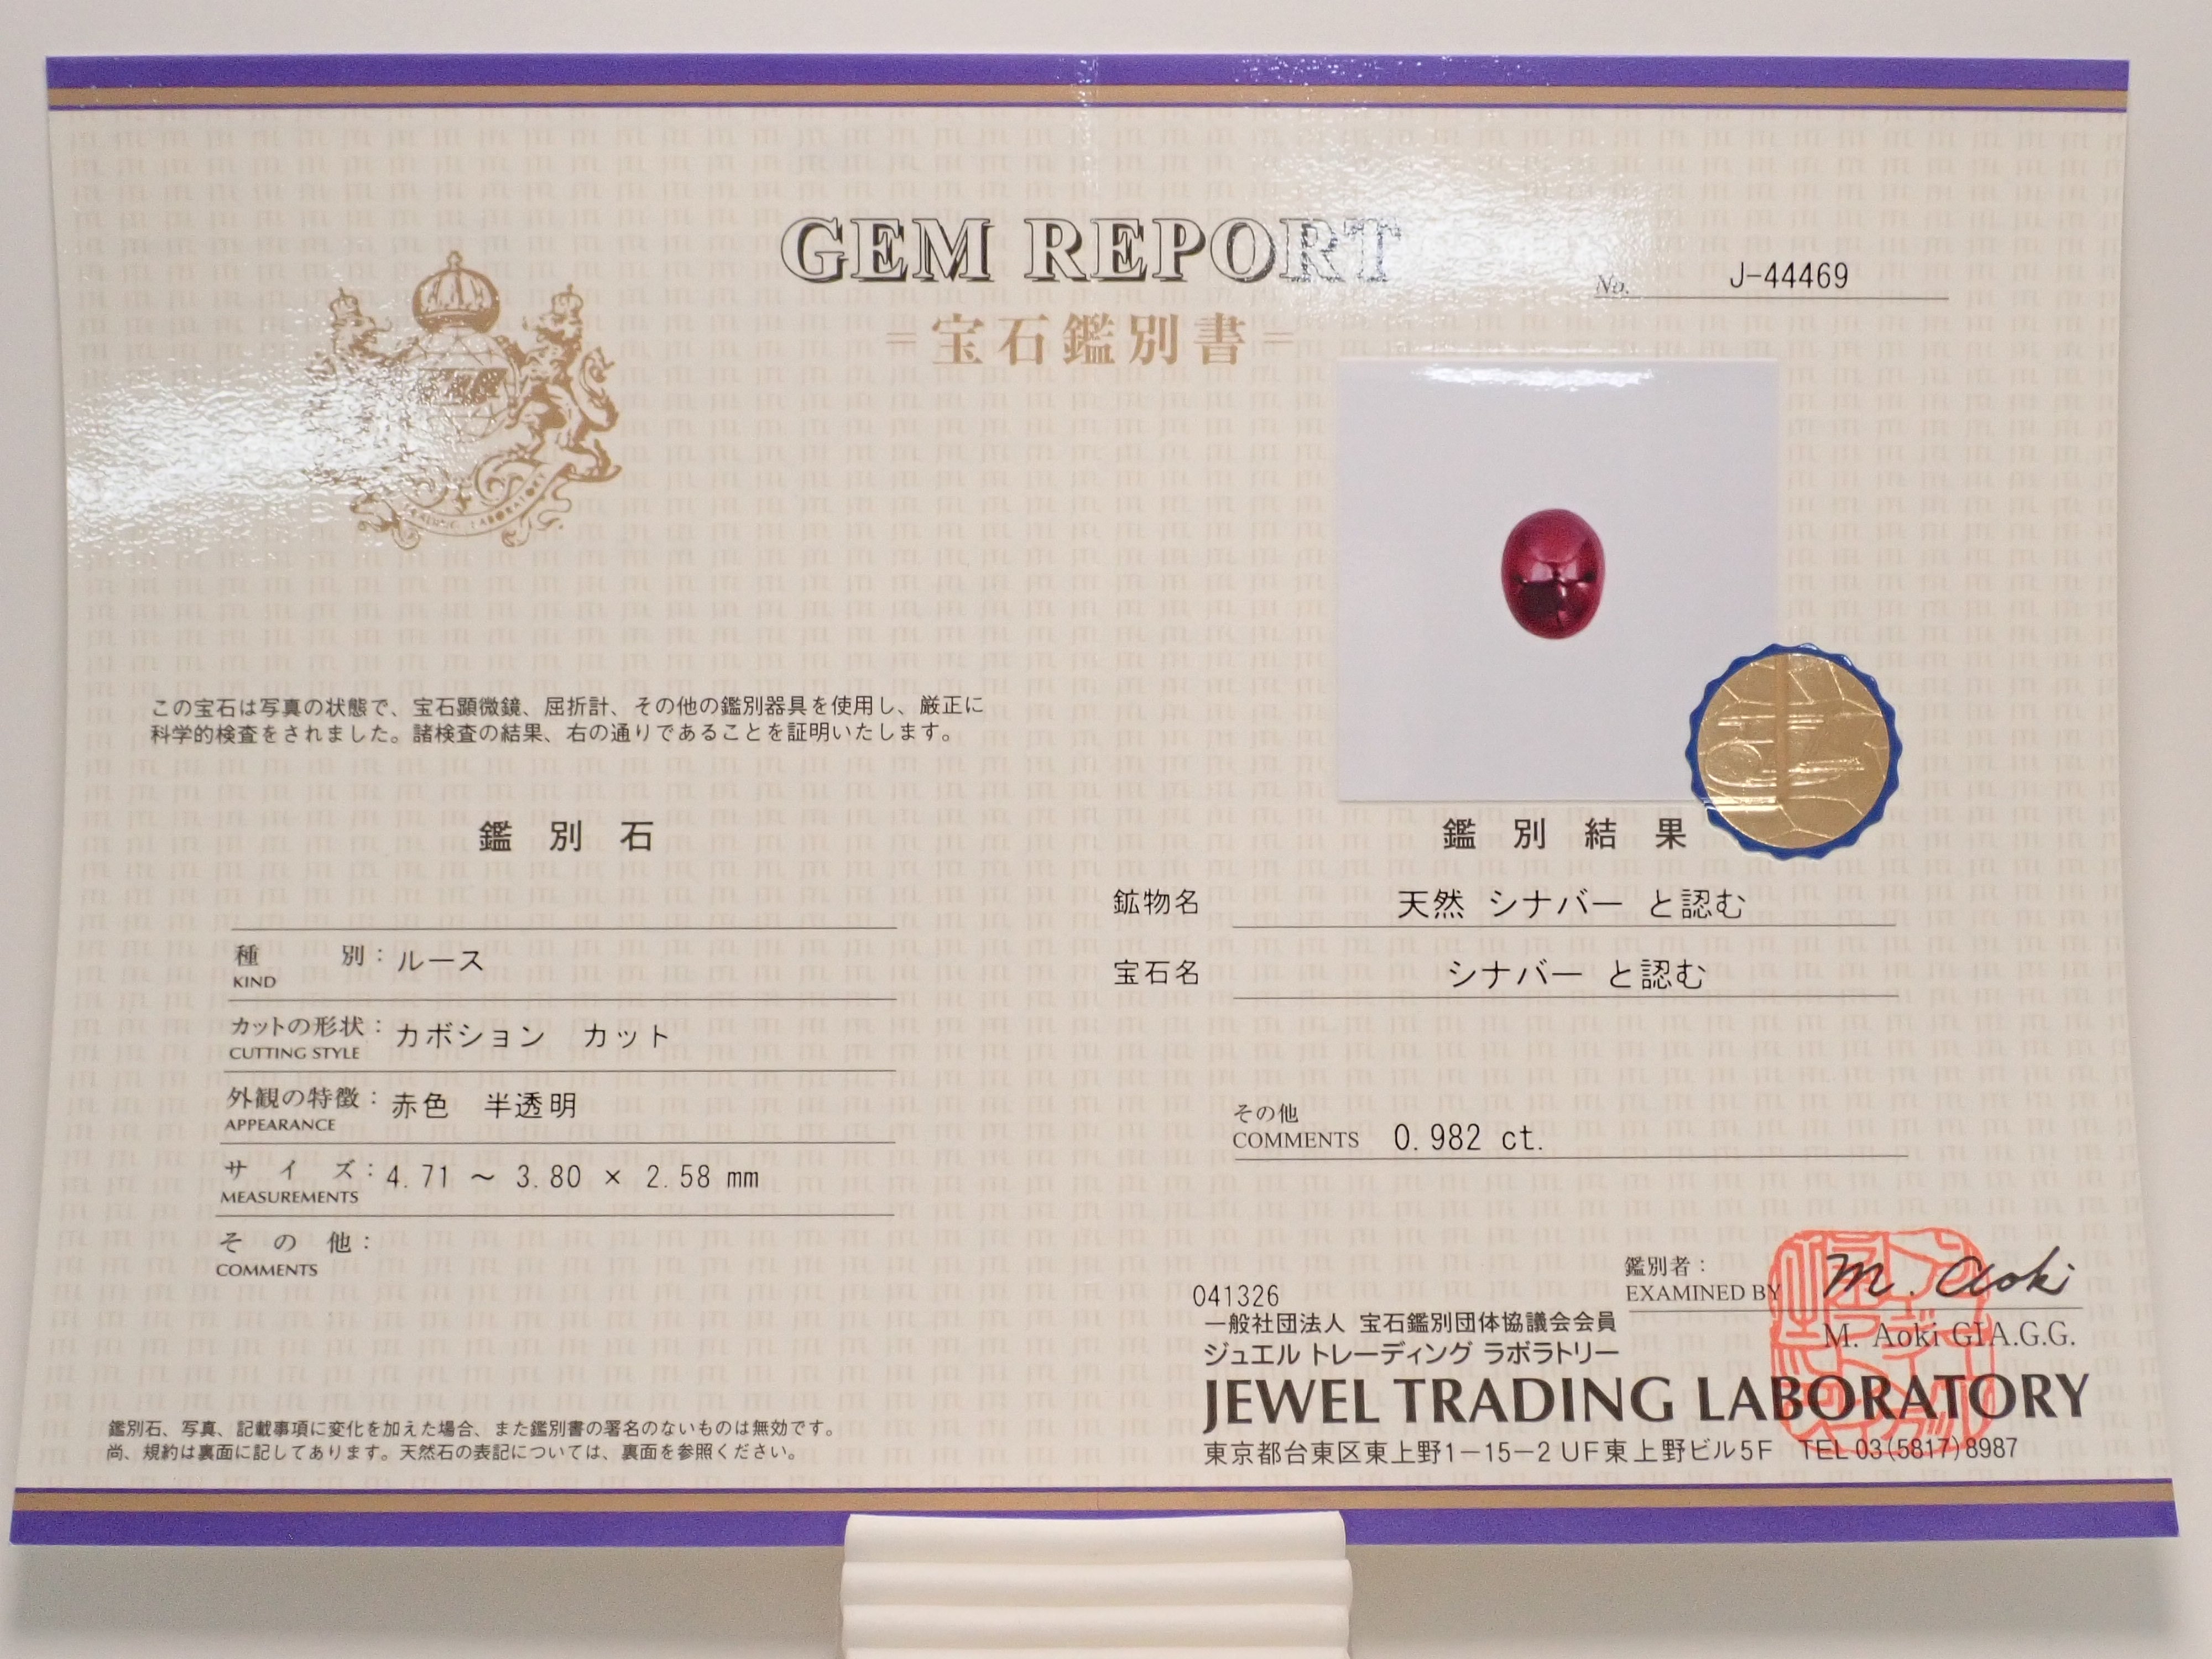 GEM REPORT
=宝石鑑別書=
No. J-44469
この宝石は写真の状態で、宝石顕微鏡、屈折計、その他の鑑別器具を使用し、厳正に
科学的検査をされました。諸検査の結果、右の通りであることを証明いたします。
鑑別石
種別:ルース
KIND
カットの形状:カボション カット
CUTTING STYLE
外観の特徴:赤色 半透明
APPEARANCE
サイズ:4.71 ～ 3.80 × 2.58 mm
MEASUREMENTS
その他:
COMMENTS
鑑別石、写真、記載事項に変化を加えた場合、また鑑別書の署名のないものは無効です。
尚、規約は裏面に記してあります。天然石の表記については、裏面を参照ください。
鑑別結果
鉱物名 天然 シナバー と認む
宝石名 シナバー と認む
その他
COMMENTS 0.982 ct.
鑑別者:
EXAMINED BY M. Aoki
M. Aoki GIA.G.G.
041326
一般社団法人 宝石鑑別団体協議会会員
ジュエル トレーディング ラボラトリー
JEWEL TRADING LABORATORY
東京都台東区東上野1−15−2 UF東上野ビル5F TEL 03(5817)8987